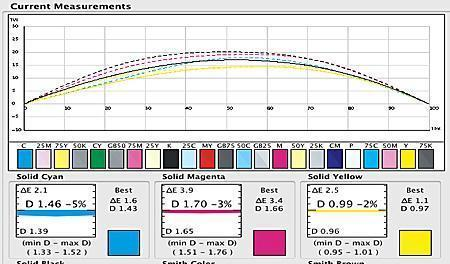 Current Measurements
TVI
30
25
20
15
10
5
0
-5
-10
0 10 20 30 40 50 60 70 80 90 100
C 25M 75Y 50K CY G850 75M 25Y K 25C MY G875 50C G825 M 50Y 25K CM P 75C 50M Y 75K
Solid Cyan Solid Magenta Solid Yellow
ΔE 2.1 Best ΔE 3.9 Best ΔE 2.5 Best
D 1.46 -5% ΔE 1.6 D 1.70 -3% ΔE 3.4 D 0.99 -2% ΔE 1.1
D 1.43 D 1.66 D 0.97
D 1.39 D 1.65 D 0.96
(min D - max D) (min D - max D) (min D - max D)
(1.33 - 1.52) (1.51 - 1.76) (0.95 - 1.01)
Solid Black Smith Color Smith Brown